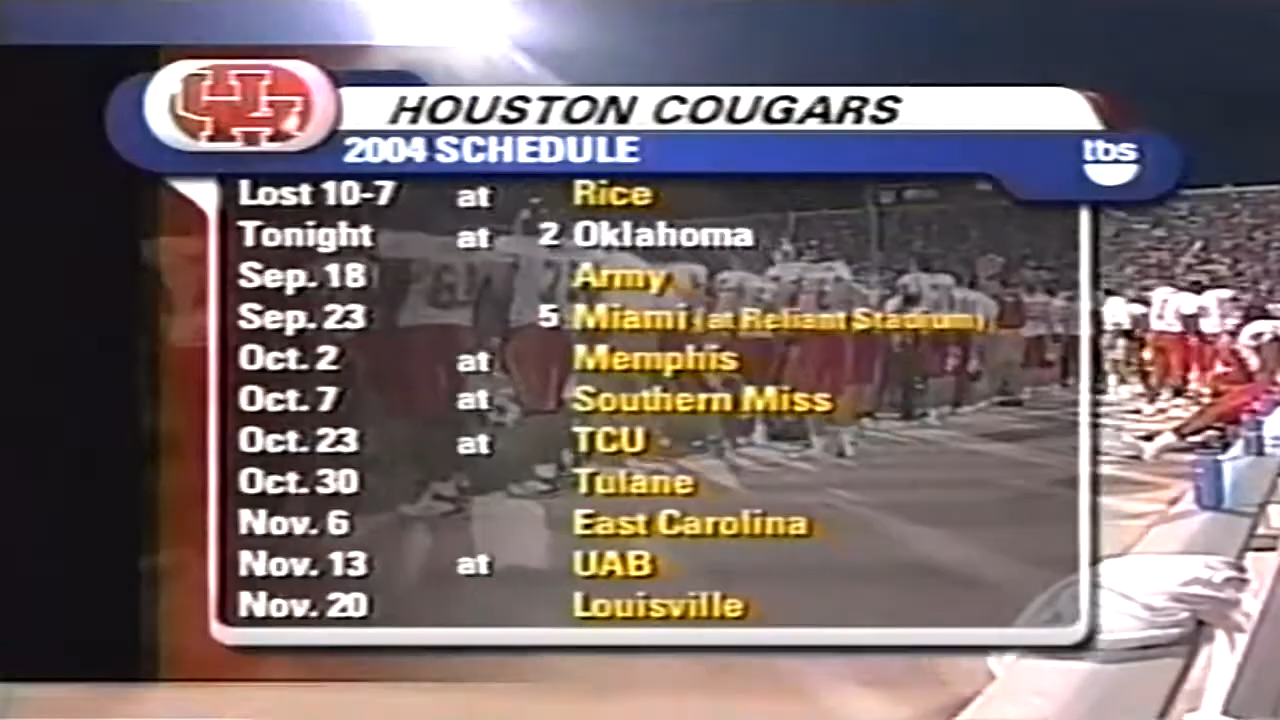 UH
HOUSTON COUGARS
2004 SCHEDULE
tbs
Lost 10-7 at Rice
Tonight at 2 Oklahoma
Sep. 18 Army
Sep. 23 5 Miami (at Reliant Stadium)
Oct. 2 at Memphis
Oct. 7 at Southern Miss
Oct. 23 at TCU
Oct. 30 Tulane
Nov. 6 East Carolina
Nov. 13 at UAB
Nov. 20 Louisville